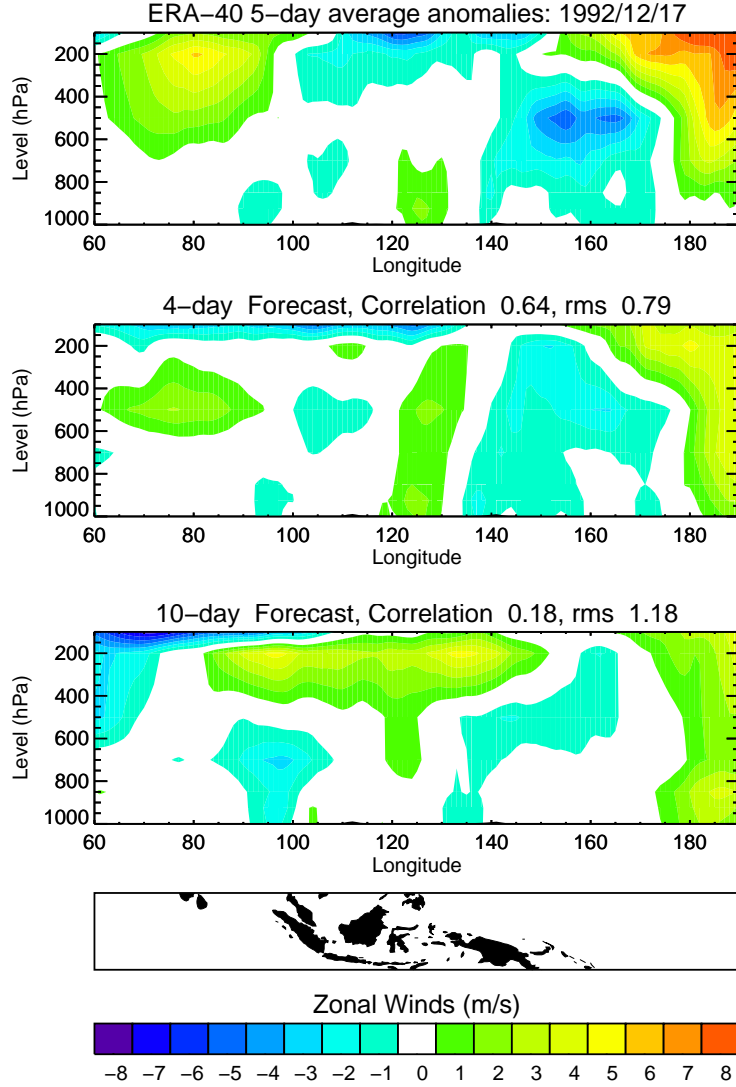 ERA−40 5−day average anomalies: 1992/12/17
Level (hPa)
200
400
600
800
1000
60 80 100 120 140 160 180
Longitude
4−day Forecast, Correlation 0.64, rms 0.79
Level (hPa)
200
400
600
800
1000
60 80 100 120 140 160 180
Longitude
10−day Forecast, Correlation 0.18, rms 1.18
Level (hPa)
200
400
600
800
1000
60 80 100 120 140 160 180
Longitude
Zonal Winds (m/s)
−8 −7 −6 −5 −4 −3 −2 −1 0 1 2 3 4 5 6 7 8